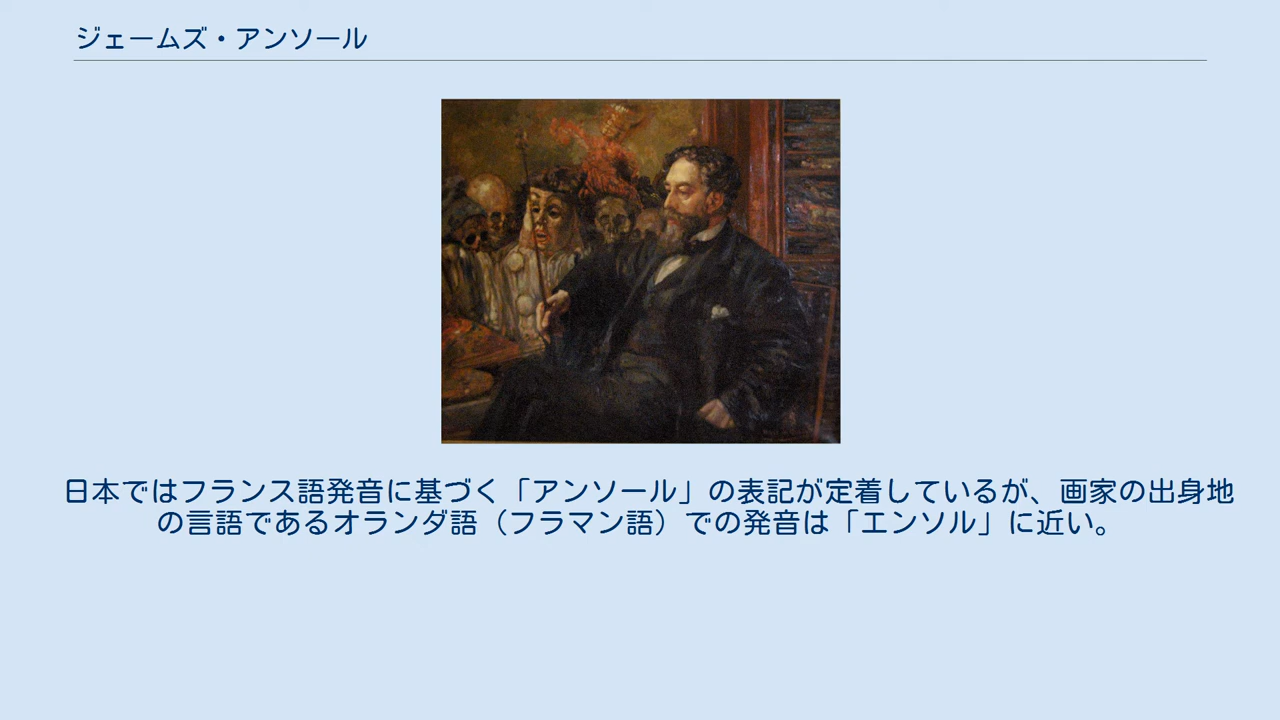 ジェームズ・アンソール
日本ではフランス語発音に基づく「アンソール」の表記が定着しているが、画家の出身地
の言語であるオランダ語（フラマン語）での発音は「エンソル」に近い。